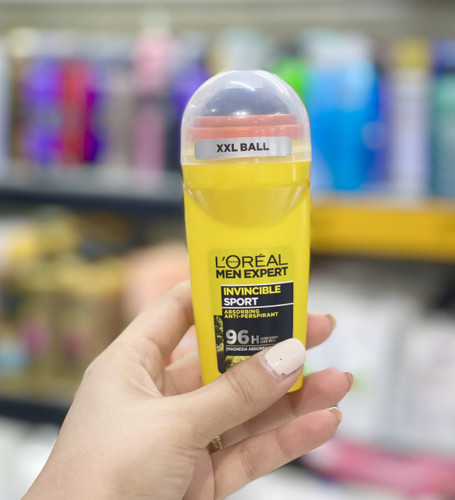 XXL BALL
L'ORÉAL
MEN EXPERT
INVINCIBLE
SPORT
ABSORBING
ANTI-PERSPIRANT
96H